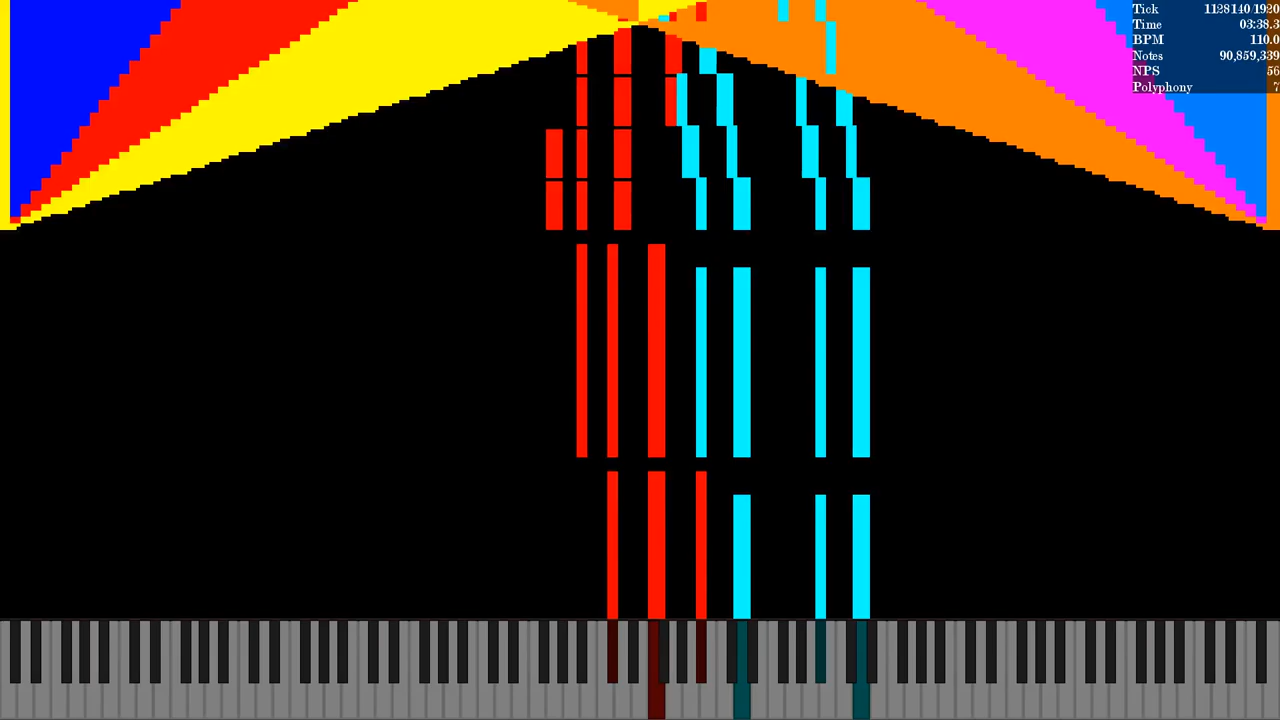 Tick 1128140/1920
Time 03:38.3
BPM 110.0
Notes 90,859,339
NPS 56
Polyphony 7